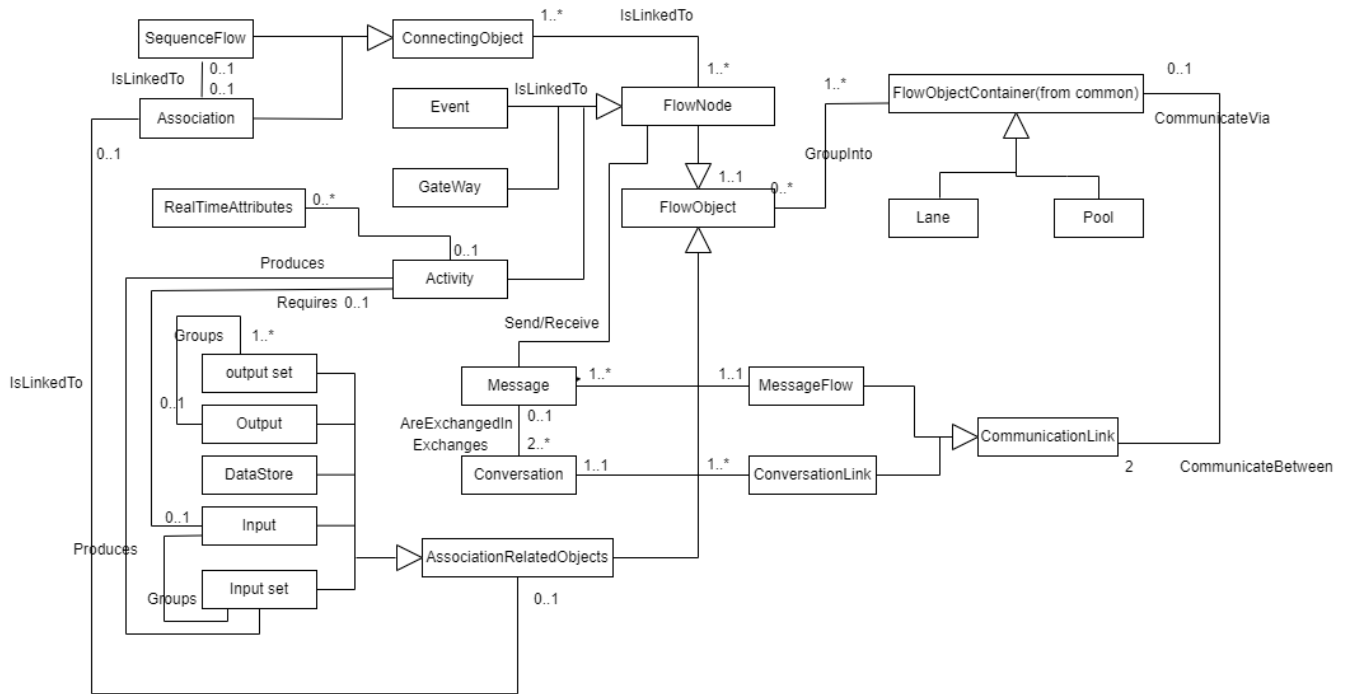 1..* IsLinkedTo
SequenceFlow
ConnectingObject
IsLinkedTo
0..1
0..1
1..*
0..1
Association
IsLinkedTo
Event
FlowNode
1..*
FlowObjectContainer(from common)
CommunicateVia
0..1
GateWay
GroupInto
1..1
0..*
RealTimeAttributes
0..*
FlowObject
Lane
Pool
0..1
Produces
Activity
Requires 0..1
Send/Receive
Groups
1..*
output set
IsLinkedTo
Message
1..*
1..1
MessageFlow
0..1
Output
AreExchangedIn
0..1
Exchanges
2..*
CommunicationLink
DataStore
Conversation
1..1
1..*
ConversationLink
2
CommunicateBetween
0..1
Input
Produces
AssociationRelatedObjects
Groups
Input set
0..1